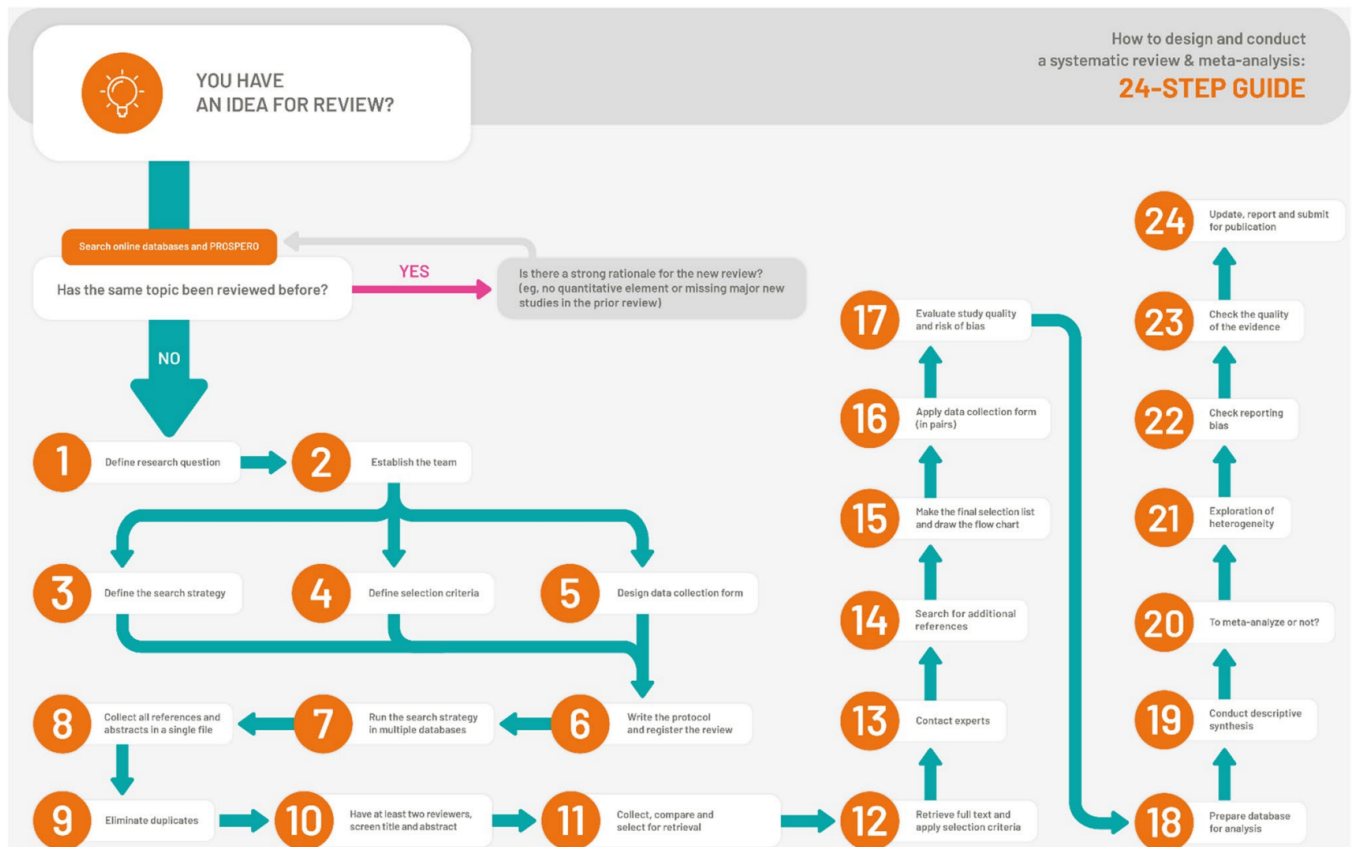 YOU HAVE
AN IDEA FOR REVIEW?
How to design and conduct
a systematic review & meta-analysis:
24-STEP GUIDE
Search online databases and PROSPERO
Has the same topic been reviewed before?
YES
Is there a strong rationale for the new review?
(eg, no quantitative element or missing major new
studies in the prior review)
NO
1
Define research question
2
Establish the team
3
Define the search strategy
4
Define selection criteria
5
Design data collection form
6
Write the protocol
and register the review
7
Run the search strategy
in multiple databases
8
Collect all references and
abstracts in a single file
9
Eliminate duplicates
10
Have at least two reviewers,
screen title and abstract
11
Collect, compare and
select for retrieval
12
Retrieve full text and
apply selection criteria
13
Contact experts
14
Search for additional
references
15
Make the final selection list
and draw the flow chart
16
Apply data collection form
(in pairs)
17
Evaluate study quality
and risk of bias
18
Prepare database
for analysis
19
Conduct descriptive
synthesis
20
To meta-analyze or not?
21
Exploration of
heterogeneity
22
Check reporting
bias
23
Check the quality
of the evidence
24
Update, report and submit
for publication